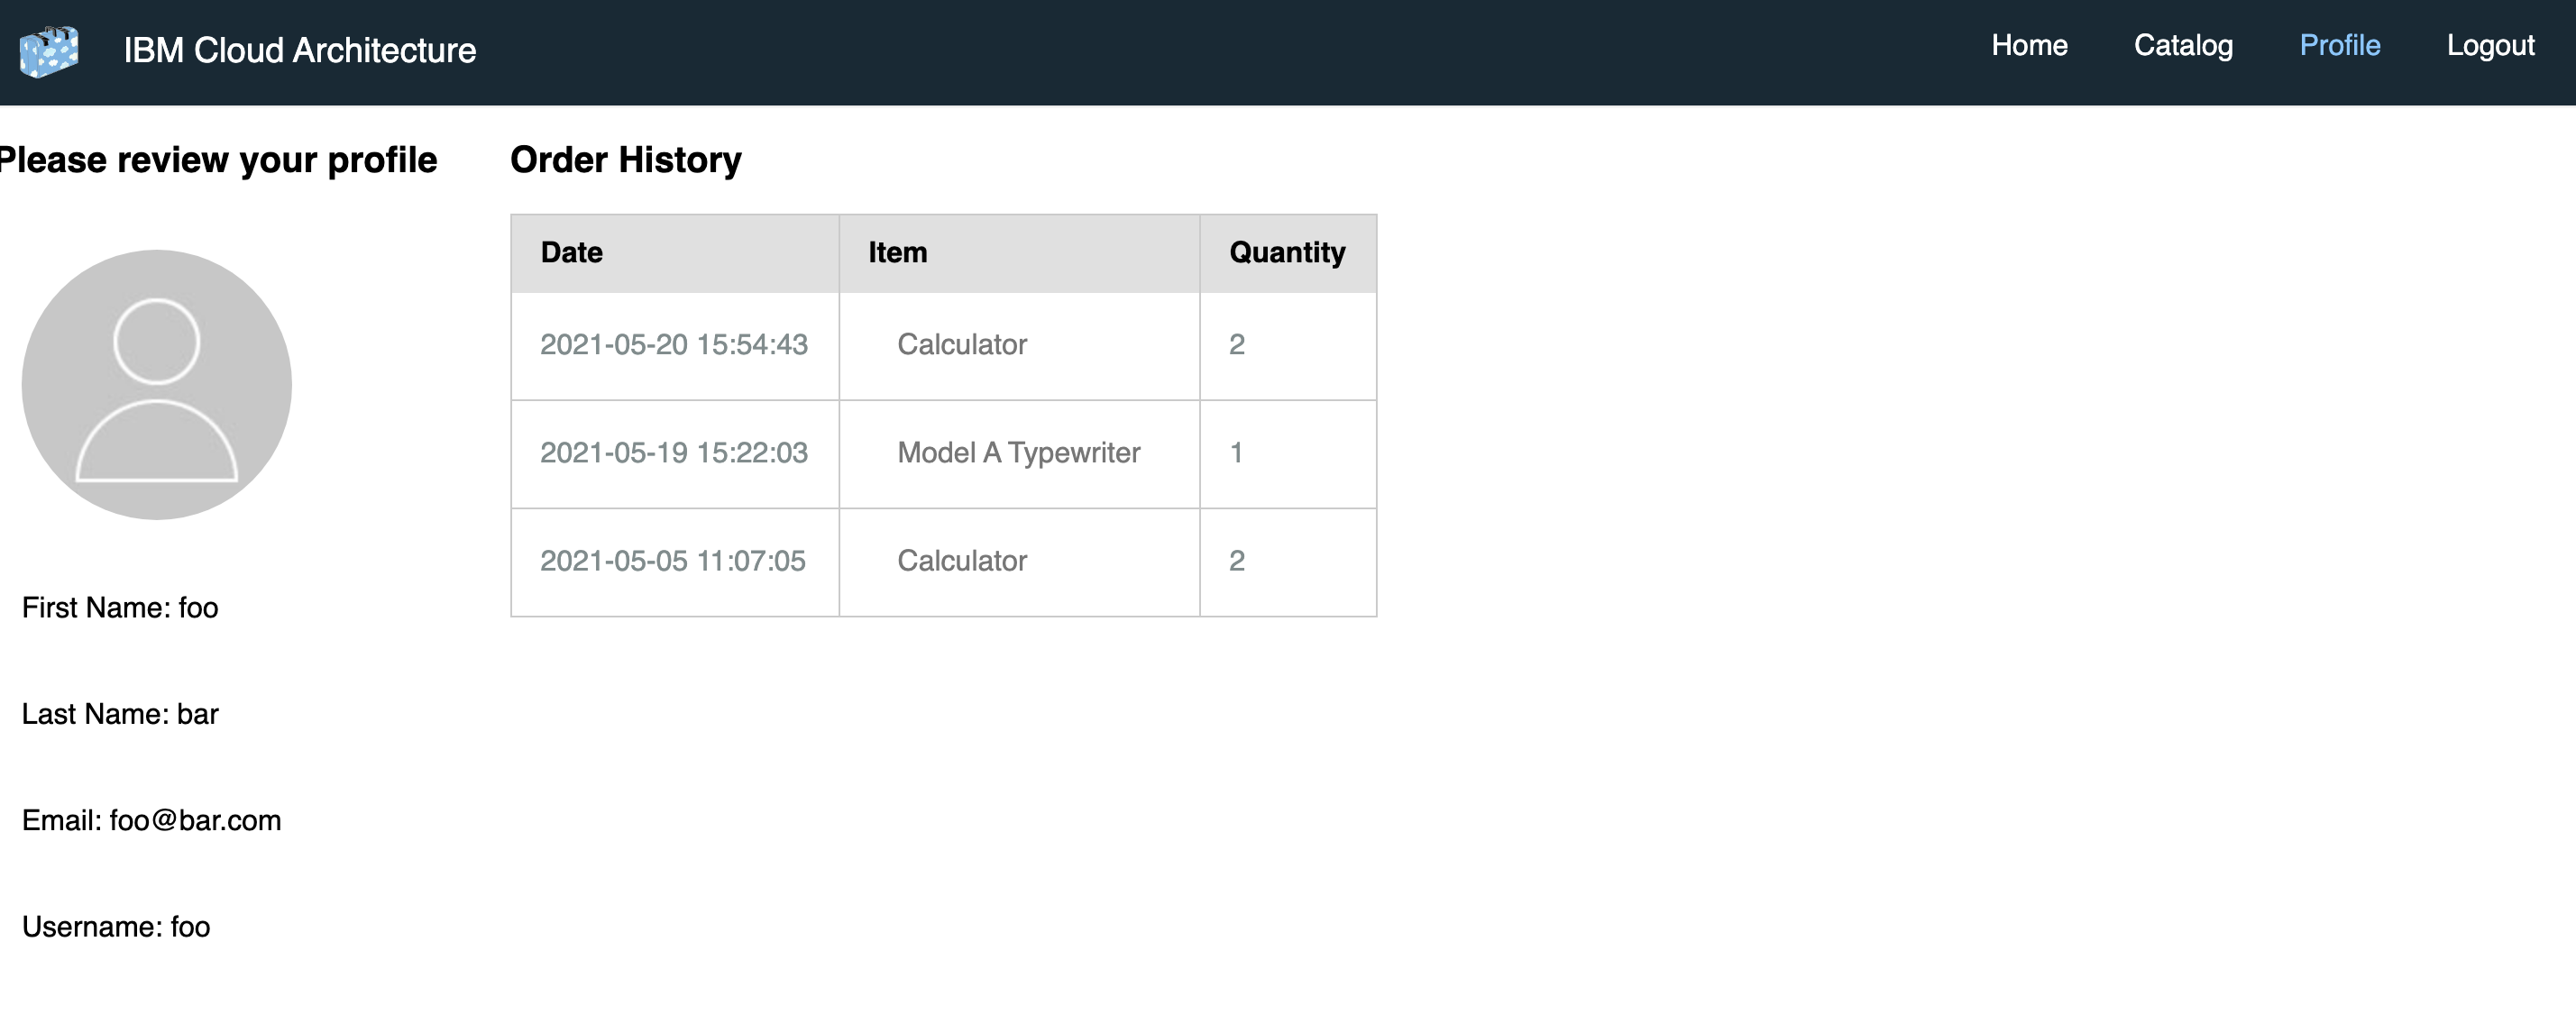 IBM Cloud Architecture
Home Catalog Profile Logout
Please review your profile
Order History
Date Item Quantity
2021-05-20 15:54:43 Calculator 2
2021-05-19 15:22:03 Model A Typewriter 1
2021-05-05 11:07:05 Calculator 2
First Name: foo
Last Name: bar
Email: foo@bar.com
Username: foo